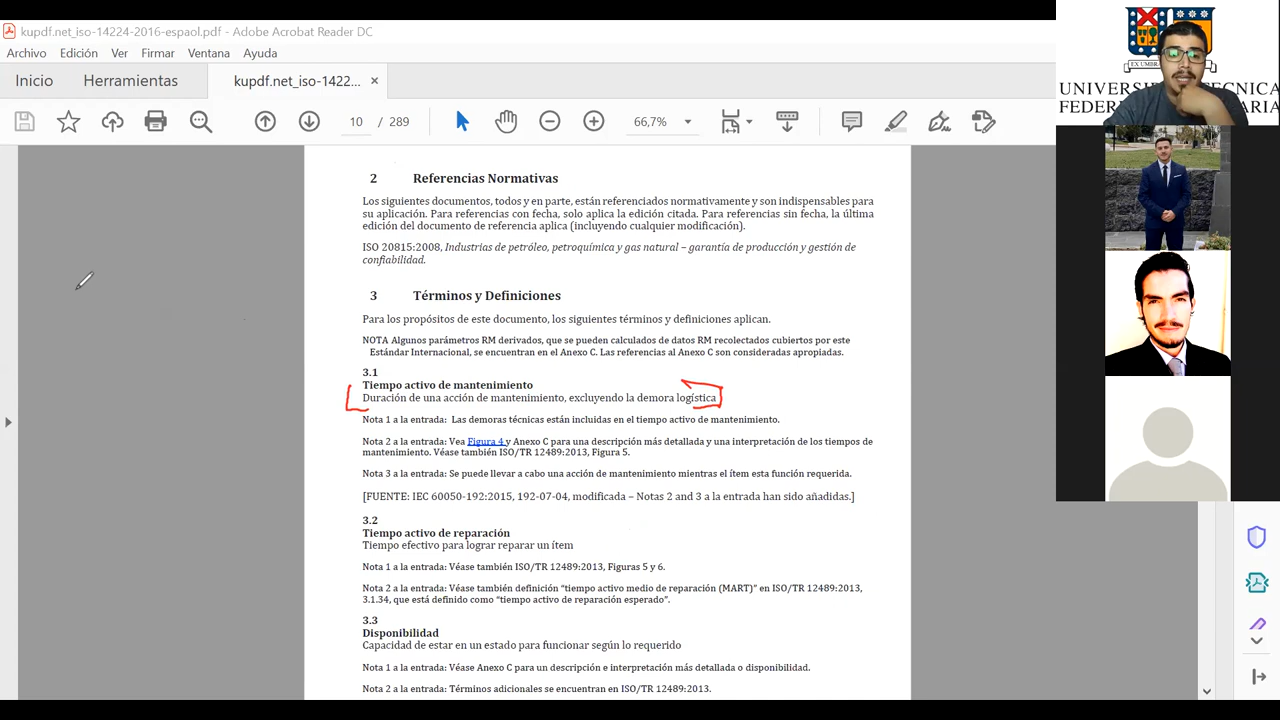 kupdf.net_iso-14224-2016-espaol.pdf - Adobe Acrobat Reader DC
Archivo Edición Ver Firmar Ventana Ayuda
Inicio Herramientas kupdf.net_iso-1422... ×
10 / 289 66,7%
2 Referencias Normativas
Los siguientes documentos, todos y en parte, están referenciados normativamente y son indispensables para
su aplicación. Para referencias con fecha, solo aplica la edición citada. Para referencias sin fecha, la última
edición del documento de referencia aplica (incluyendo cualquier modificación).
ISO 20815:2008, Industrias de petróleo, petroquímica y gas natural – garantía de producción y gestión de
confiabilidad.
3 Términos y Definiciones
Para los propósitos de este documento, los siguientes términos y definiciones aplican.
NOTA Algunos parámetros RM derivados, que se pueden calculados de datos RM recolectados cubiertos por este
Estándar Internacional, se encuentran en el Anexo C. Las referencias al Anexo C son consideradas apropiadas.
3.1
Tiempo activo de mantenimiento
Duración de una acción de mantenimiento, excluyendo la demora logística
Nota 1 a la entrada: Las demoras técnicas están incluidas en el tiempo activo de mantenimiento.
Nota 2 a la entrada: Vea Figura 4 y Anexo C para una descripción más detallada y una interpretación de los tiempos de
mantenimiento. Véase también ISO/TR 12489:2013, Figura 5.
Nota 3 a la entrada: Se puede llevar a cabo una acción de mantenimiento mientras el ítem esta función requerida.
[FUENTE: IEC 60050-192:2015, 192-07-04, modificada – Notas 2 and 3 a la entrada han sido añadidas.]
3.2
Tiempo activo de reparación
Tiempo efectivo para lograr reparar un ítem
Nota 1 a la entrada: Véase también ISO/TR 12489:2013, Figuras 5 y 6.
Nota 2 a la entrada: Véase también definición “tiempo activo medio de reparación (MART)” en ISO/TR 12489:2013,
3.1.34, que está definido como “tiempo activo de reparación esperado”.
3.3
Disponibilidad
Capacidad de estar en un estado para funcionar según lo requerido
Nota 1 a la entrada: Véase Anexo C para un descripción e interpretación más detallada o disponibilidad.
Nota 2 a la entrada: Términos adicionales se encuentran en ISO/TR 12489:2013.